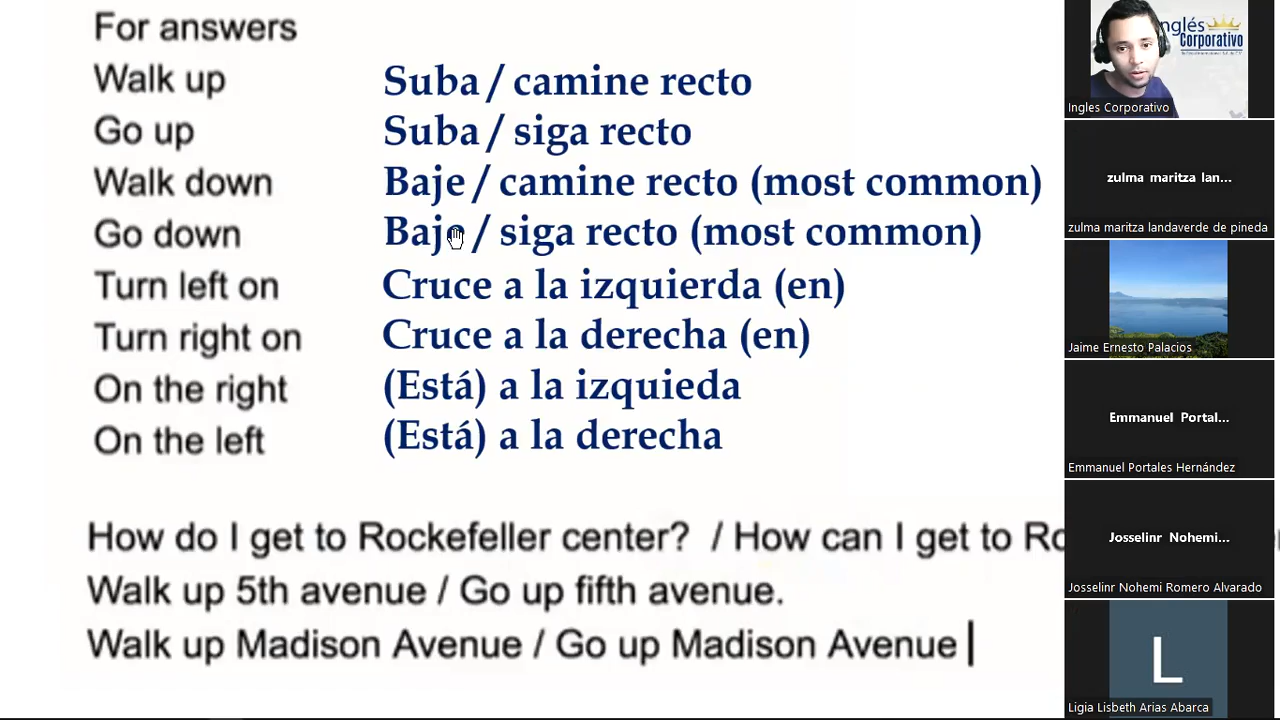 For answers
Walk up Suba / camine recto
Go up Suba / siga recto
Walk down Baje / camine recto (most common)
Go down Baje / siga recto (most common)
Turn left on Cruce a la izquierda (en)
Turn right on Cruce a la derecha (en)
On the right (Está) a la izquieda
On the left (Está) a la derecha
How do I get to Rockefeller center? / How can I get to
Walk up 5th avenue / Go up fifth avenue.
Walk up Madison Avenue / Go up Madison Avenue
Inglés
Corporativo
Ingles Corporativo
zulma maritza lan...
zulma maritza landaverde de pineda
Jaime Ernesto Palacios
Emmanuel Portal...
Emmanuel Portales Hernández
Josselinr Nohemi...
Josselinr Nohemi Romero Alvarado
L
Ligia Lisbeth Arias Abarca